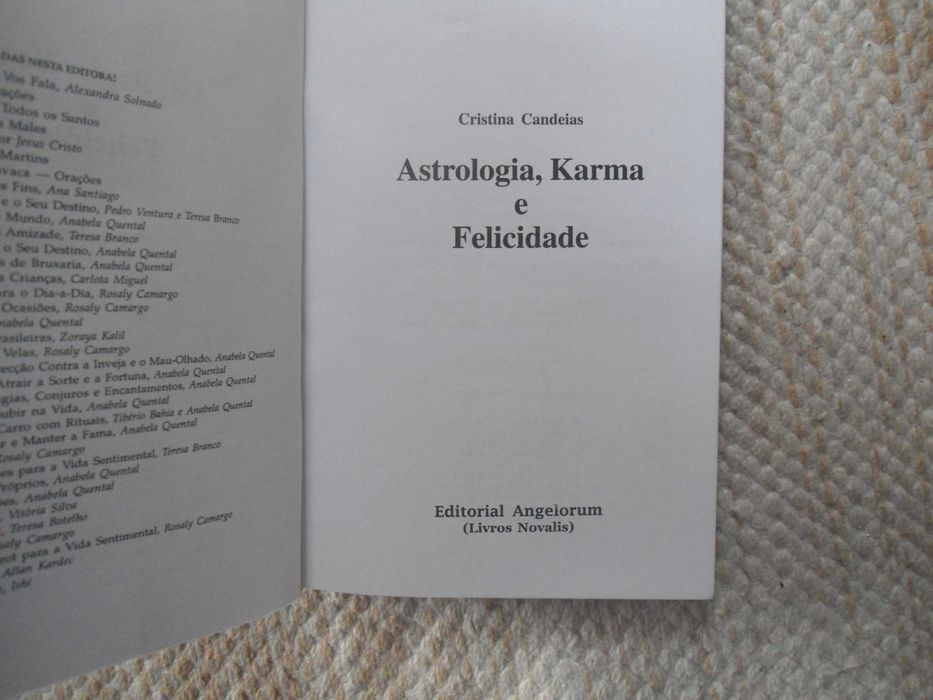 DAS NESTA EDITORA:
Vos Fala, Alexandra Solnado
ações
Todos os Santos
s Males
or Jesus Cristo
Martins
vaca — Orações
s Fins, Ana Santiago
e o Seu Destino, Pedro Ventura e Teresa Branco
o Mundo, Anabela Quental
Amizade, Teresa Branco
o Seu Destino, Anabela Quental
s de Bruxaria, Anabela Quental
s Crianças, Carlota Miguel
ra o Dia-a-Dia, Rosaly Camargo
Ocasiões, Rosaly Camargo
nabela Quental
rasileiras, Zoraya Kalil
Velas, Rosaly Camargo
ecção Contra a Inveja e o Mau-Olhado, Anabela Quental
Atrair a Sorte e a Fortuna, Anabela Quental
gias, Conjuros e Encantamentos, Anabela Quental
ubir na Vida, Anabela Quental
Carro com Rituais, Tibério Bahia e Anabela Quental
r e Manter a Fama, Anabela Quental
Rosaly Camargo
es para a Vida Sentimental, Teresa Branco
Próprios, Anabela Quental
ões, Anabela Quental
Vitória Silva
Teresa Botelho
saly Camargo
rot para a Vida Sentimental, Rosaly Camargo
Allan Kardec
Ishi
Cristina Candeias
Astrologia, Karma
e
Felicidade
Editorial Angelorum
(Livros Novalis)